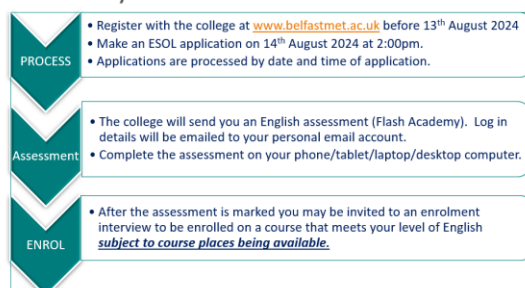 • Register with the college at www.belfastmet.ac.uk before 13th August 2024
• Make an ESOL application on 14th August 2024 at 2:00pm.
PROCESS
• Applications are processed by date and time of application.
• The college will send you an English assessment (Flash Academy). Log in
details will be emailed to your personal email account.
Assessment
• Complete the assessment on your phone/tablet/laptop/desktop computer.
• After the assessment is marked you may be invited to an enrolment
interview to be enrolled on a course that meets your level of English
ENROL
subject to course places being available.